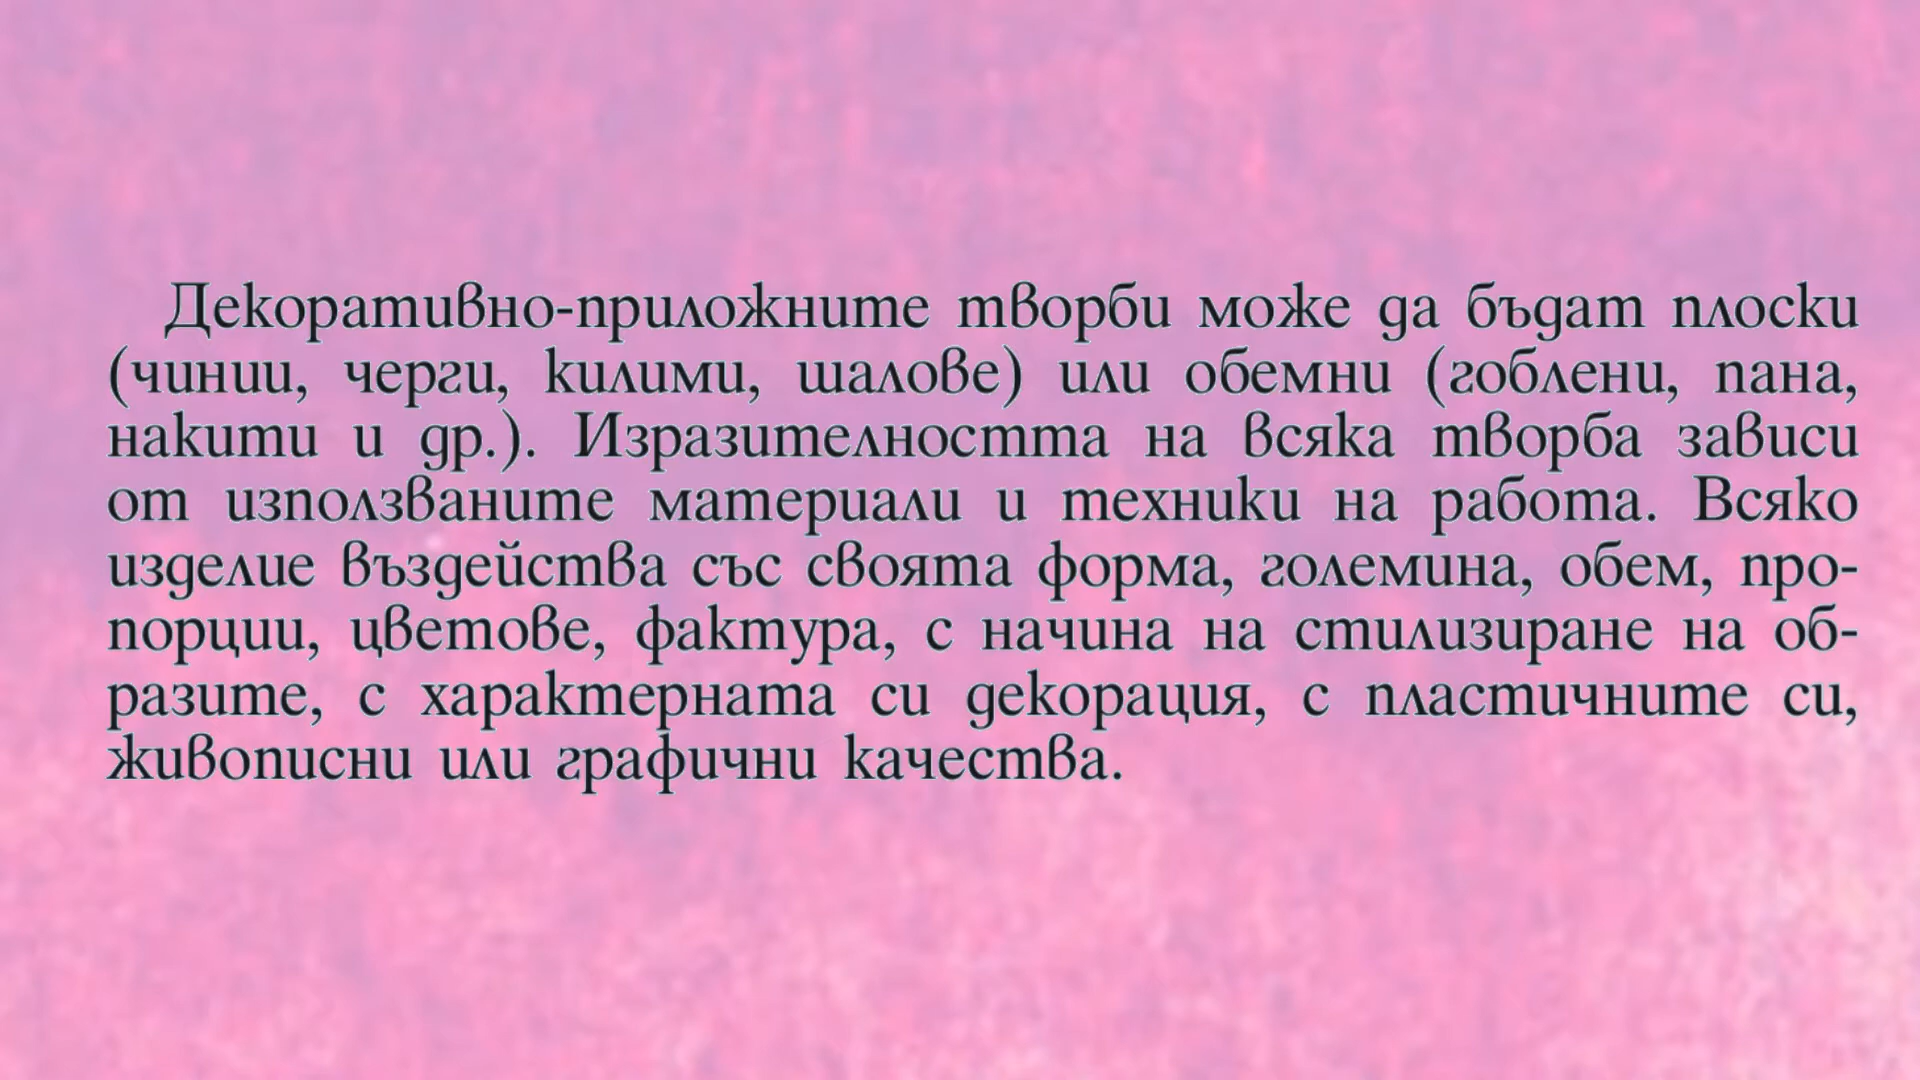 Декоративно-приложните творби може да бъдат плоски
(чинии, черги, килими, шалове) или обемни (гоблени, пана,
накити и др.). Изразителността на всяка творба зависи
от използваните материали и техники на работа. Всяко
изделие въздейства със своята форма, големина, обем, про-
порции, цветове, фактура, с начина на стилизиране на об-
разите, с характерната си декорация, с пластичните си,
живописни или графични качества.